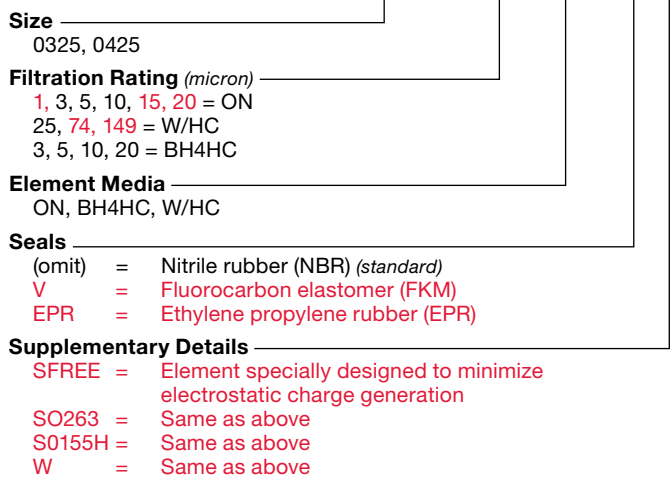 Size
0325, 0425
Filtration Rating (micron)
1, 3, 5, 10, 15, 20 = ON
25, 74, 149 = W/HC
3, 5, 10, 20 = BH4HC
Element Media
ON, BH4HC, W/HC
Seals
(omit) = Nitrile rubber (NBR) (standard)
V = Fluorocarbon elastomer (FKM)
EPR = Ethylene propylene rubber (EPR)
Supplementary Details
SFREE = Element specially designed to minimize
electrostatic charge generation
SO263 = Same as above
S0155H = Same as above
W = Same as above